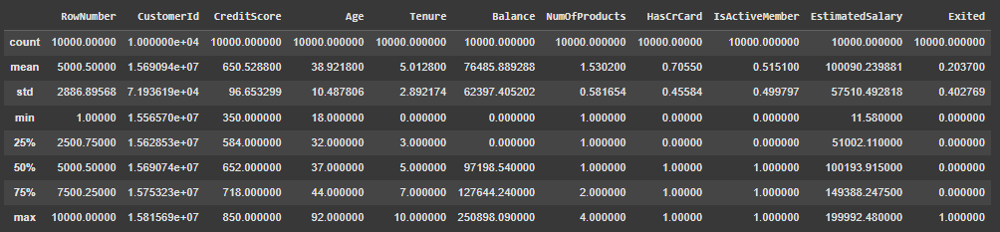 RowNumber CustomerId CreditScore Age Tenure Balance NumOfProducts HasCrCard IsActiveMember EstimatedSalary Exited
count 10000.00000 1.000000e+04 10000.000000 10000.000000 10000.000000 10000.000000 10000.000000 10000.00000 10000.000000 10000.000000 10000.000000
mean 5000.50000 1.569094e+07 650.528800 38.921800 5.012800 76485.889288 1.530200 0.70550 0.515100 100090.239881 0.203700
std 2886.89568 7.193619e+04 96.653299 10.487806 2.892174 62397.405202 0.581654 0.45584 0.499797 57510.492818 0.402769
min 1.00000 1.556570e+07 350.000000 18.000000 0.000000 0.000000 1.000000 0.00000 0.000000 11.580000 0.000000
25% 2500.75000 1.562853e+07 584.000000 32.000000 3.000000 0.000000 1.000000 0.00000 0.000000 51002.110000 0.000000
50% 5000.50000 1.569074e+07 652.000000 37.000000 5.000000 97198.540000 1.000000 1.00000 1.000000 100193.915000 0.000000
75% 7500.25000 1.575323e+07 718.000000 44.000000 7.000000 127644.240000 2.000000 1.00000 1.000000 149388.247500 0.000000
max 10000.00000 1.581569e+07 850.000000 92.000000 10.000000 250898.090000 4.000000 1.00000 1.000000 199992.480000 1.000000